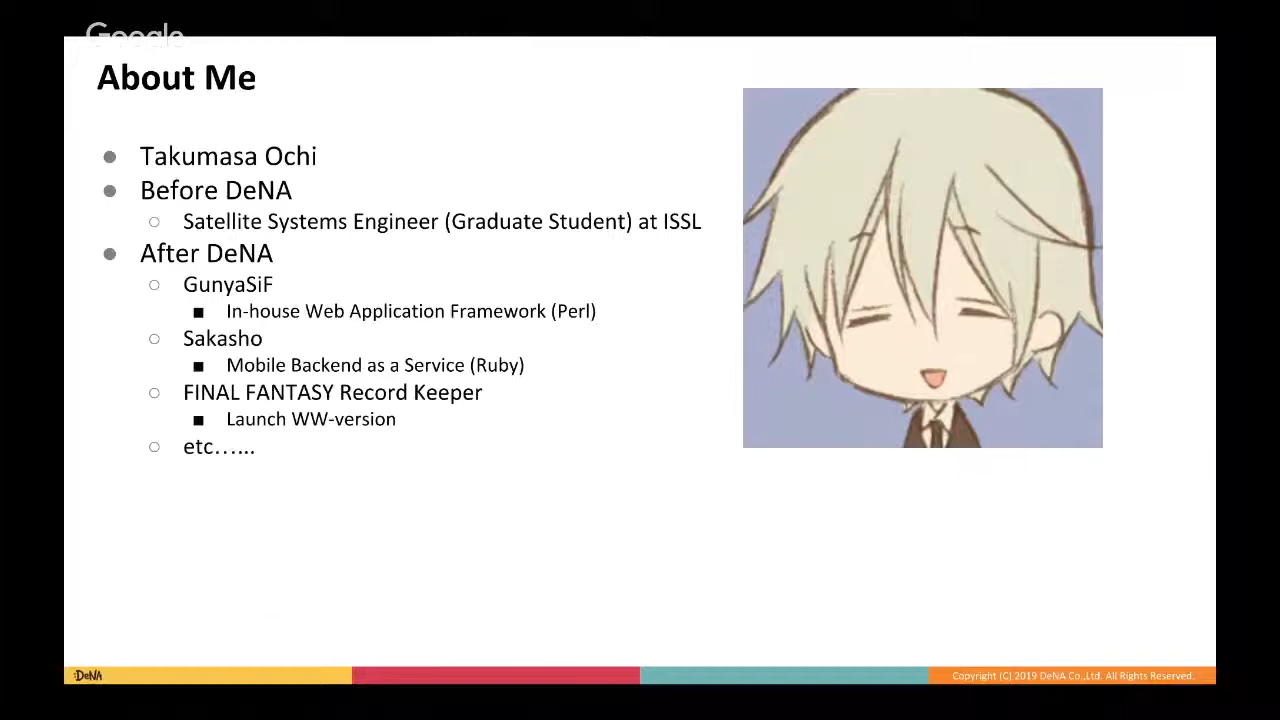 Google
About Me
Takumasa Ochi
Before DeNA
Satellite Systems Engineer (Graduate Student) at ISSL
After DeNA
GunyaSiF
In-house Web Application Framework (Perl)
Sakasho
Mobile Backend as a Service (Ruby)
FINAL FANTASY Record Keeper
Launch WW-version
etc…...
:DeNA
Copyright (C) 2019 DeNA Co.,Ltd. All Rights Reserved.